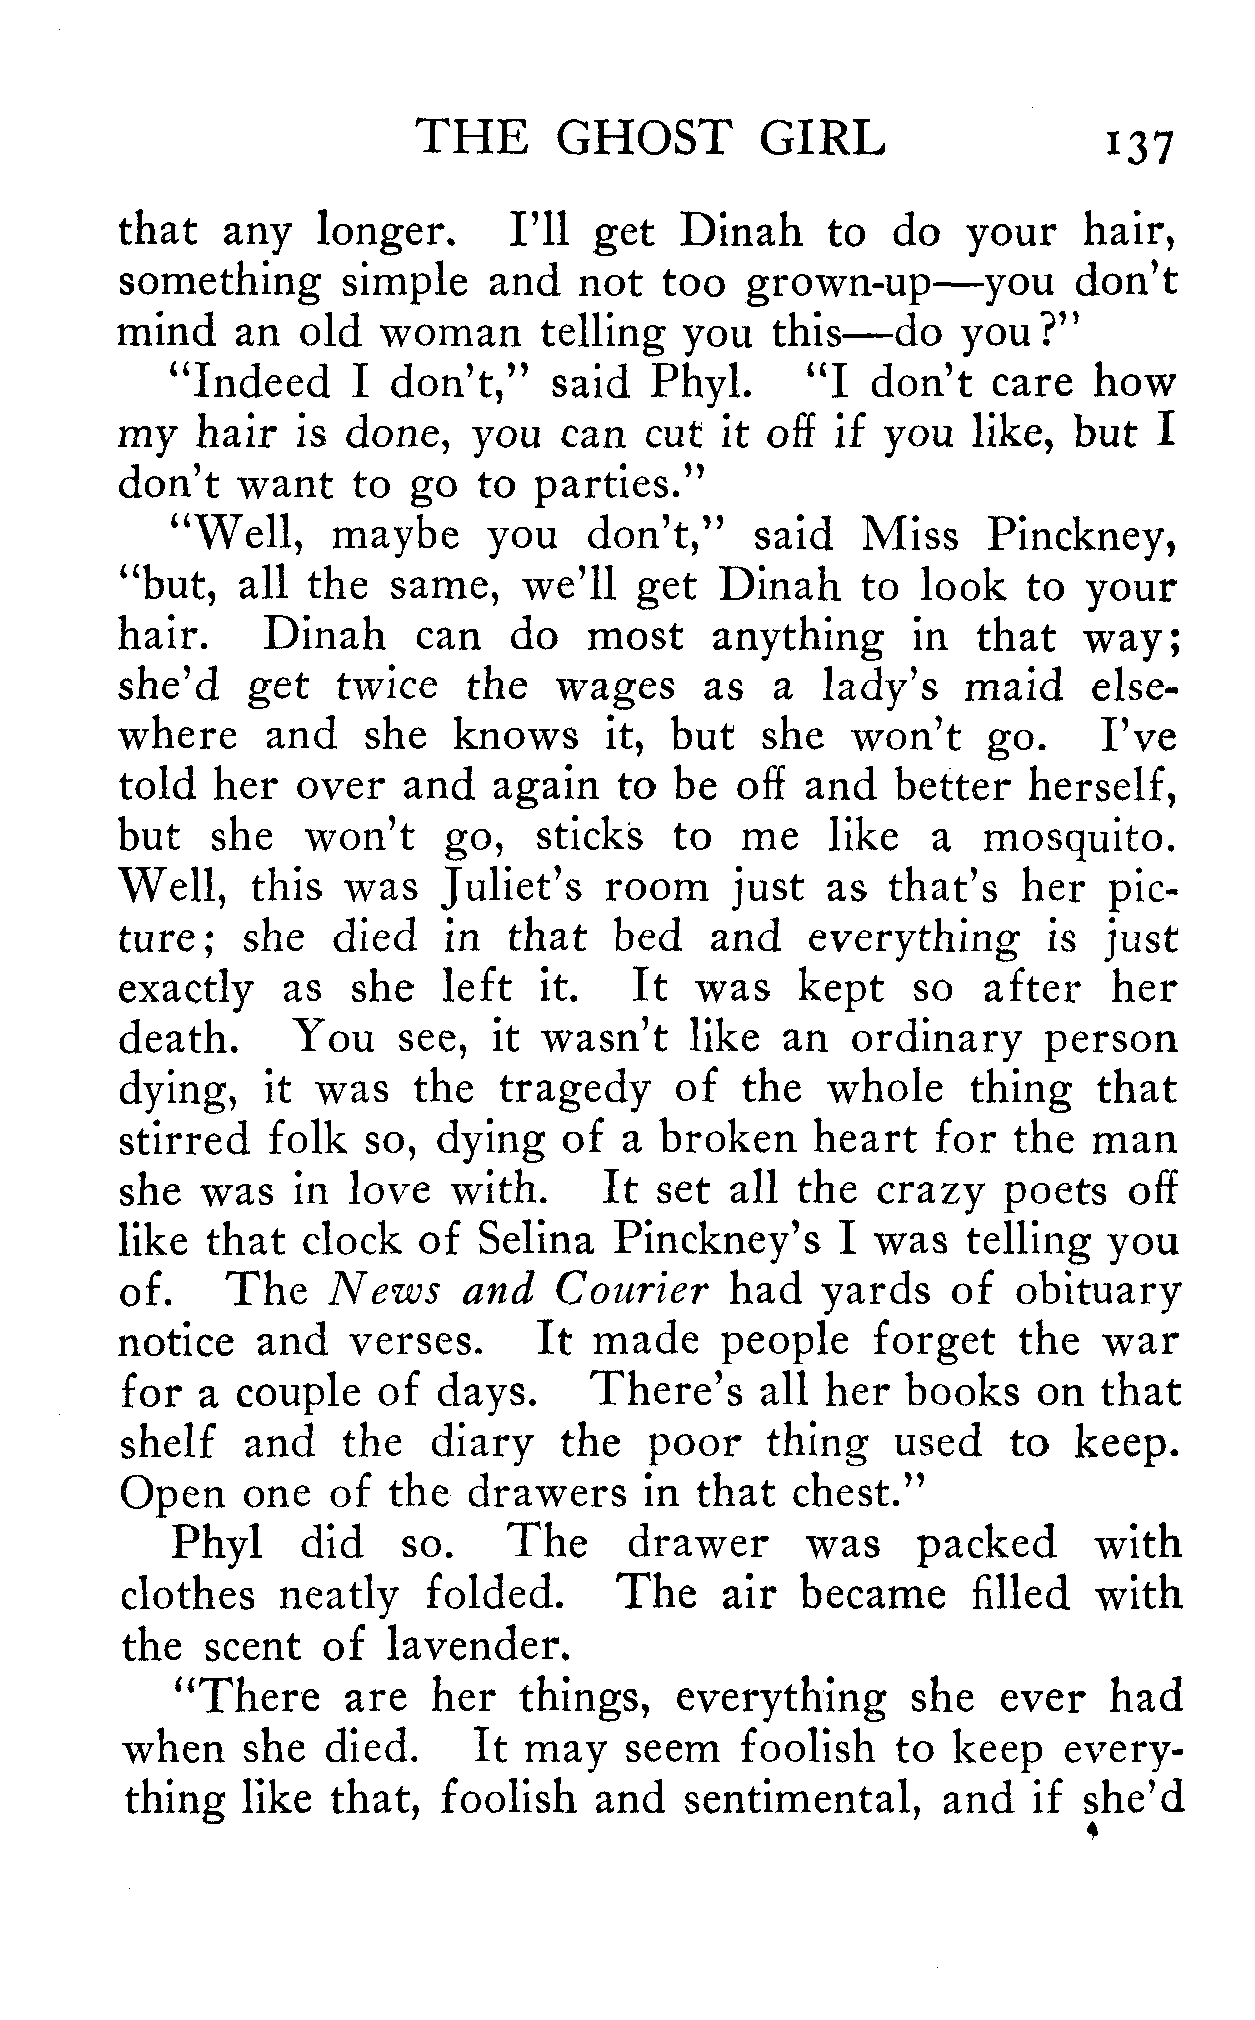 THE GHOST GIRL 137
that any longer. I'll get Dinah to do your hair,
something simple and not too grown-up—you don't
mind an old woman telling you this—do you?"
"Indeed I don't," said Phyl. "I don't care how
my hair is done, you can cut it off if you like, but I
don't want to go to parties."
"Well, maybe you don't," said Miss Pinckney,
"but, all the same, we'll get Dinah to look to your
hair. Dinah can do most anything in that way;
she'd get twice the wages as a lady's maid else-
where and she knows it, but she won't go. I've
told her over and again to be off and better herself,
but she won't go, sticks to me like a mosquito.
Well, this was Juliet's room just as that's her pic-
ture; she died in that bed and everything is just
exactly as she left it. It was kept so after her
death. You see, it wasn't like an ordinary person
dying, it was the tragedy of the whole thing that
stirred folk so, dying of a broken heart for the man
she was in love with. It set all the crazy poets off
like that clock of Selina Pinckney's I was telling you
of. The News and Courier had yards of obituary
notice and verses. It made people forget the war
for a couple of days. There's all her books on that
shelf and the diary the poor thing used to keep.
Open one of the drawers in that chest."
Phyl did so. The drawer was packed with
clothes neatly folded. The air became filled with
the scent of lavender.
"There are her things, everything she ever had
when she died. It may seem foolish to keep every-
thing like that, foolish and sentimental, and if she'd